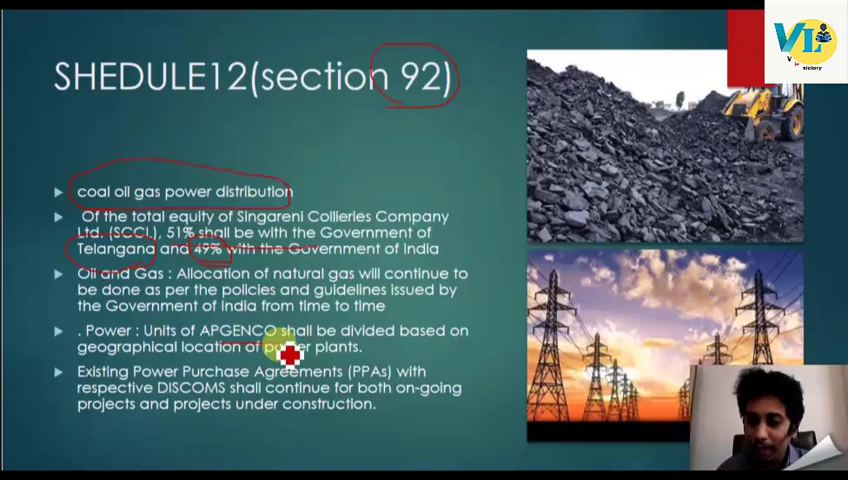 SHEDULE12(section 92)
VL
victory
coal oil gas power distribution
Of the total equity of Singareni Collieries Company
Ltd. (SCCL), 51% shall be with the Government of
Telangana and 49% with the Government of India
Oil and Gas : Allocation of natural gas will continue to
be done as per the policies and guidelines issued by
the Government of India from time to time
. Power : Units of APGENCO shall be divided based on
geographical location of power plants.
Existing Power Purchase Agreements (PPAs) with
respective DISCOMS shall continue for both on-going
projects and projects under construction.